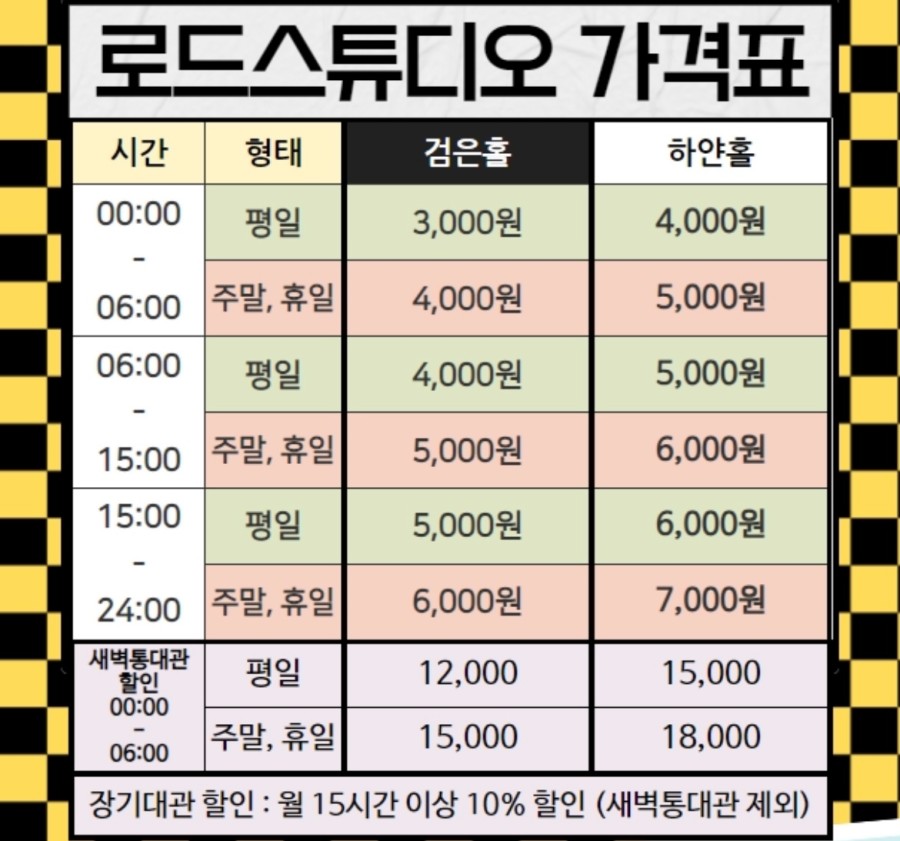 로드스튜디오 가격표
시간 형태 검은홀 하얀홀
00:00 - 06:00 평일 3,000원 4,000원
주말, 휴일 4,000원 5,000원
06:00 - 15:00 평일 4,000원 5,000원
주말, 휴일 5,000원 6,000원
15:00 - 24:00 평일 5,000원 6,000원
주말, 휴일 6,000원 7,000원
새벽통대관 할인 00:00 - 06:00 평일 12,000 15,000
주말, 휴일 15,000 18,000
장기대관 할인 : 월 15시간 이상 10% 할인 (새벽통대관 제외)